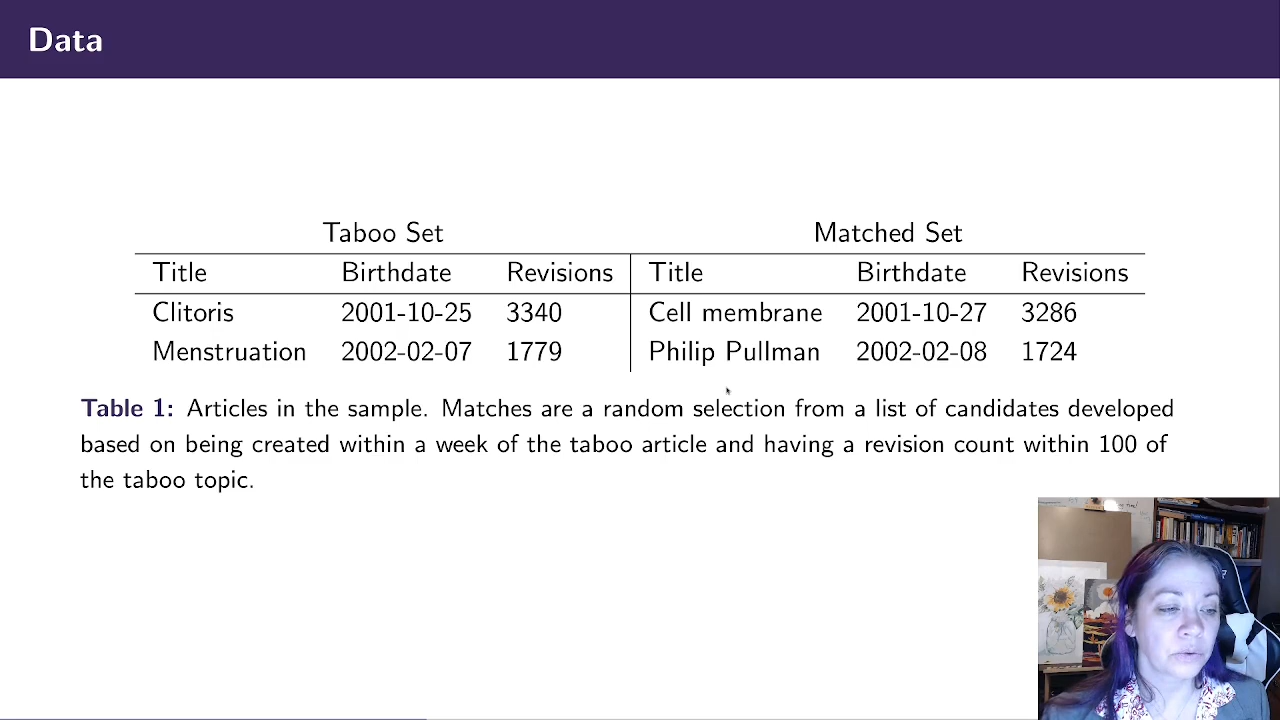 Data
Taboo Set Matched Set
Title Birthdate Revisions Title Birthdate Revisions
Clitoris 2001-10-25 3340 Cell membrane 2001-10-27 3286
Menstruation 2002-02-07 1779 Philip Pullman 2002-02-08 1724
Table 1: Articles in the sample. Matches are a random selection from a list of candidates developed
based on being created within a week of the taboo article and having a revision count within 100 of
the taboo topic.